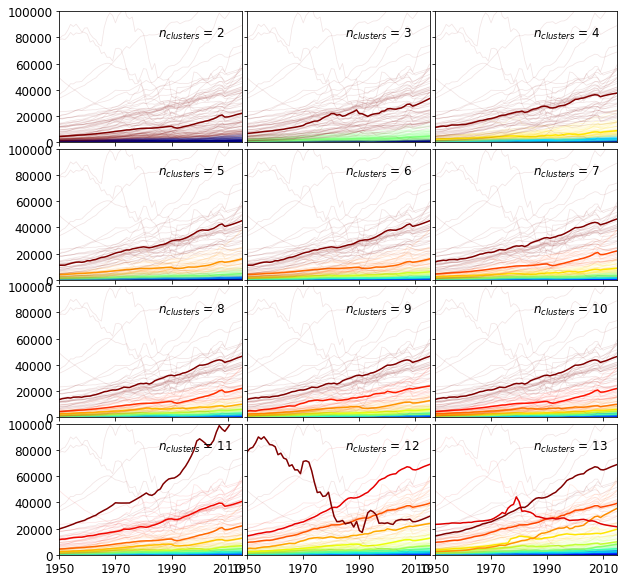 100000
80000
60000
40000
20000
0
n_clusters = 2
n_clusters = 3
n_clusters = 4
100000
80000
60000
40000
20000
0
n_clusters = 5
n_clusters = 6
n_clusters = 7
100000
80000
60000
40000
20000
0
n_clusters = 8
n_clusters = 9
n_clusters = 10
100000
80000
60000
40000
20000
0
n_clusters = 11
n_clusters = 12
n_clusters = 13
1950 1970 1990 2010 1950 1970 1990 2010 1950 1970 1990 2010